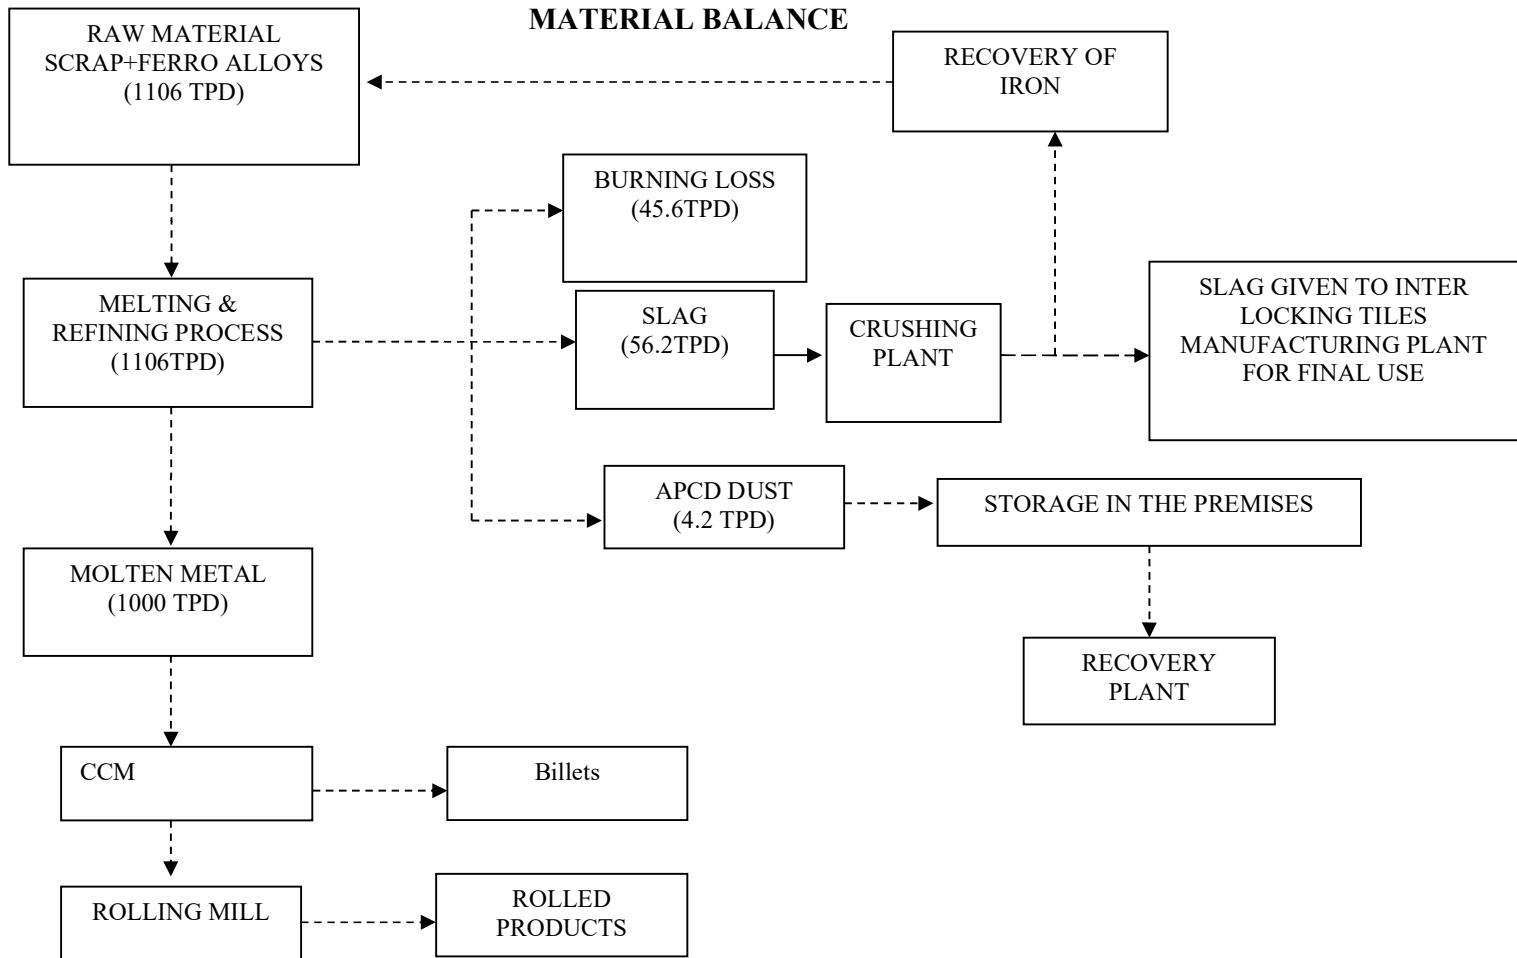 MATERIAL BALANCE
RAW MATERIAL
SCRAP+FERRO ALLOYS
(1106 TPD)
RECOVERY OF
IRON
BURNING LOSS
(45.6TPD)
MELTING &
REFINING PROCESS
(1106TPD)
SLAG
(56.2TPD)
CRUSHING
PLANT
SLAG GIVEN TO INTER
LOCKING TILES
MANUFACTURING PLANT
FOR FINAL USE
APCD DUST
(4.2 TPD)
STORAGE IN THE PREMISES
MOLTEN METAL
(1000 TPD)
RECOVERY
PLANT
CCM
Billets
ROLLING MILL
ROLLED
PRODUCTS